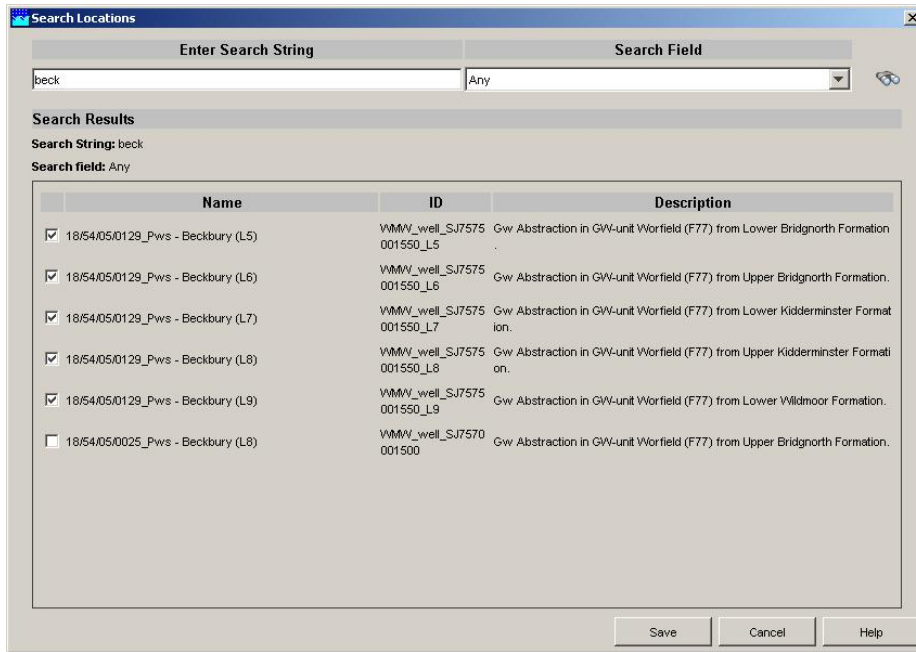 Search Locations
Enter Search String Search Field
beck Any
Search Results
Search String: beck
Search field: Any
Name ID Description
18/54/05/0129_Pws - Beckbury (L5) WMW_well_SJ7575 Gw Abstraction in GW-unit Worfield (F77) from Lower Bridgnorth Formation
001550_L5 .
18/54/05/0129_Pws - Beckbury (L6) WMW_well_SJ7575 Gw Abstraction in GW-unit Worfield (F77) from Upper Bridgnorth Formation.
001550_L6
18/54/05/0129_Pws - Beckbury (L7) WMW_well_SJ7575 Gw Abstraction in GW-unit Worfield (F77) from Lower Kidderminster Format
001550_L7 ion.
18/54/05/0129_Pws - Beckbury (L8) WMW_well_SJ7575 Gw Abstraction in GW-unit Worfield (F77) from Upper Kidderminster Formati
001550_L8 on.
18/54/05/0129_Pws - Beckbury (L9) WMW_well_SJ7575 Gw Abstraction in GW-unit Worfield (F77) from Lower Wildmoor Formation.
001550_L9
18/54/05/0025_Pws - Beckbury (L8) WMW_well_SJ7570 Gw Abstraction in GW-unit Worfield (F77) from Upper Bridgnorth Formation.
001500
Save Cancel Help